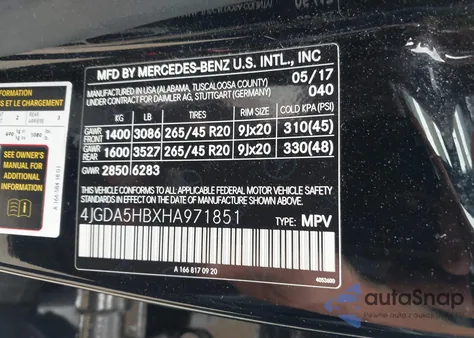 MFD BY MERCEDES-BENZ U.S. INTL., INC
MANUFACTURED IN USA (ALABAMA, TUSCALOOSA COUNTY) 05/17
UNDER CONTRACT FOR DAIMLER AG, STUTTGART (GERMANY) 040
KG LB TIRES RIM SIZE COLD KPA (PSI)
GAWR FRONT 1400 3086 265/45 R20 9Jx20 310(45)
GAWR REAR 1600 3527 265/45 R20 9Jx20 330(48)
GWR 2850 6283
THIS VEHICLE CONFORMS TO ALL APPLICABLE FEDERAL MOTOR VEHICLE SAFETY
STANDARDS IN EFFECT ON THE DATE OF MANUFACTURE SHOWN ABOVE.
4JGDA5HBXHA971851 TYPE: MPV
A 166 817 09 20
INFORMATION
ET LE CHARGEMENT
SEE OWNER'S
MANUAL FOR
ADDITIONAL
INFORMATION
autoSnap